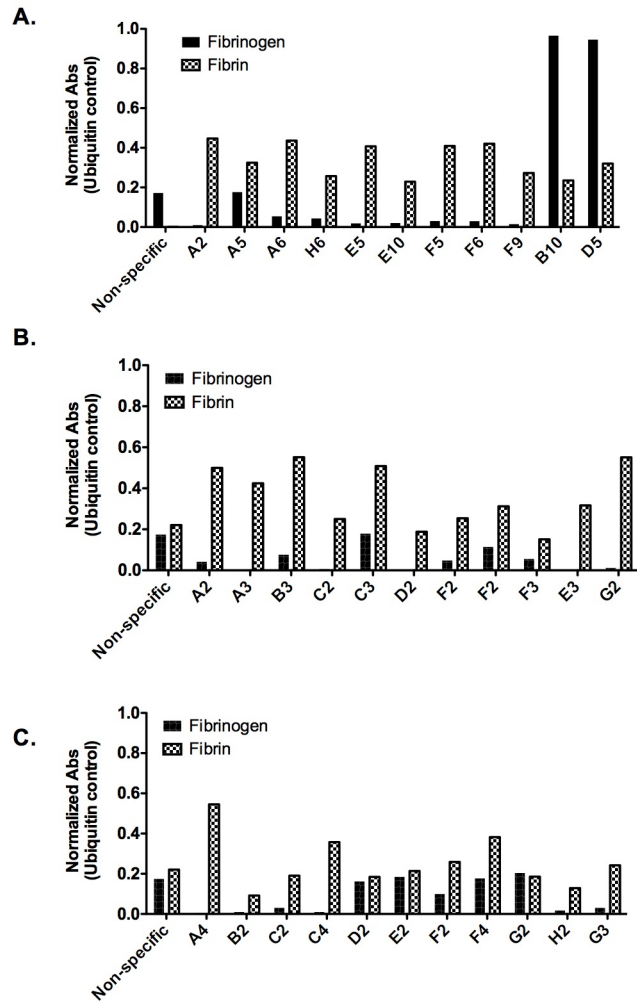 A.
Normalized Abs
(Ubiquitin control)
1.0
0.8
0.6
0.4
0.2
0.0
Fibrinogen
Fibrin
Non-specific
A2
A5
A6
H6
E5
E10
F5
F6
F9
B10
D5
B.
Normalized Abs
(Ubiquitin control)
1.0
0.8
0.6
0.4
0.2
0.0
Fibrinogen
Fibrin
Non-specific
A2
A3
B3
C2
C3
D2
F2
F2
F3
E3
G2
C.
Normalized Abs
(Ubiquitin control)
1.0
0.8
0.6
0.4
0.2
0.0
Fibrinogen
Fibrin
Non-specific
A4
B2
C2
C4
D2
E2
F2
F4
G2
H2
G3